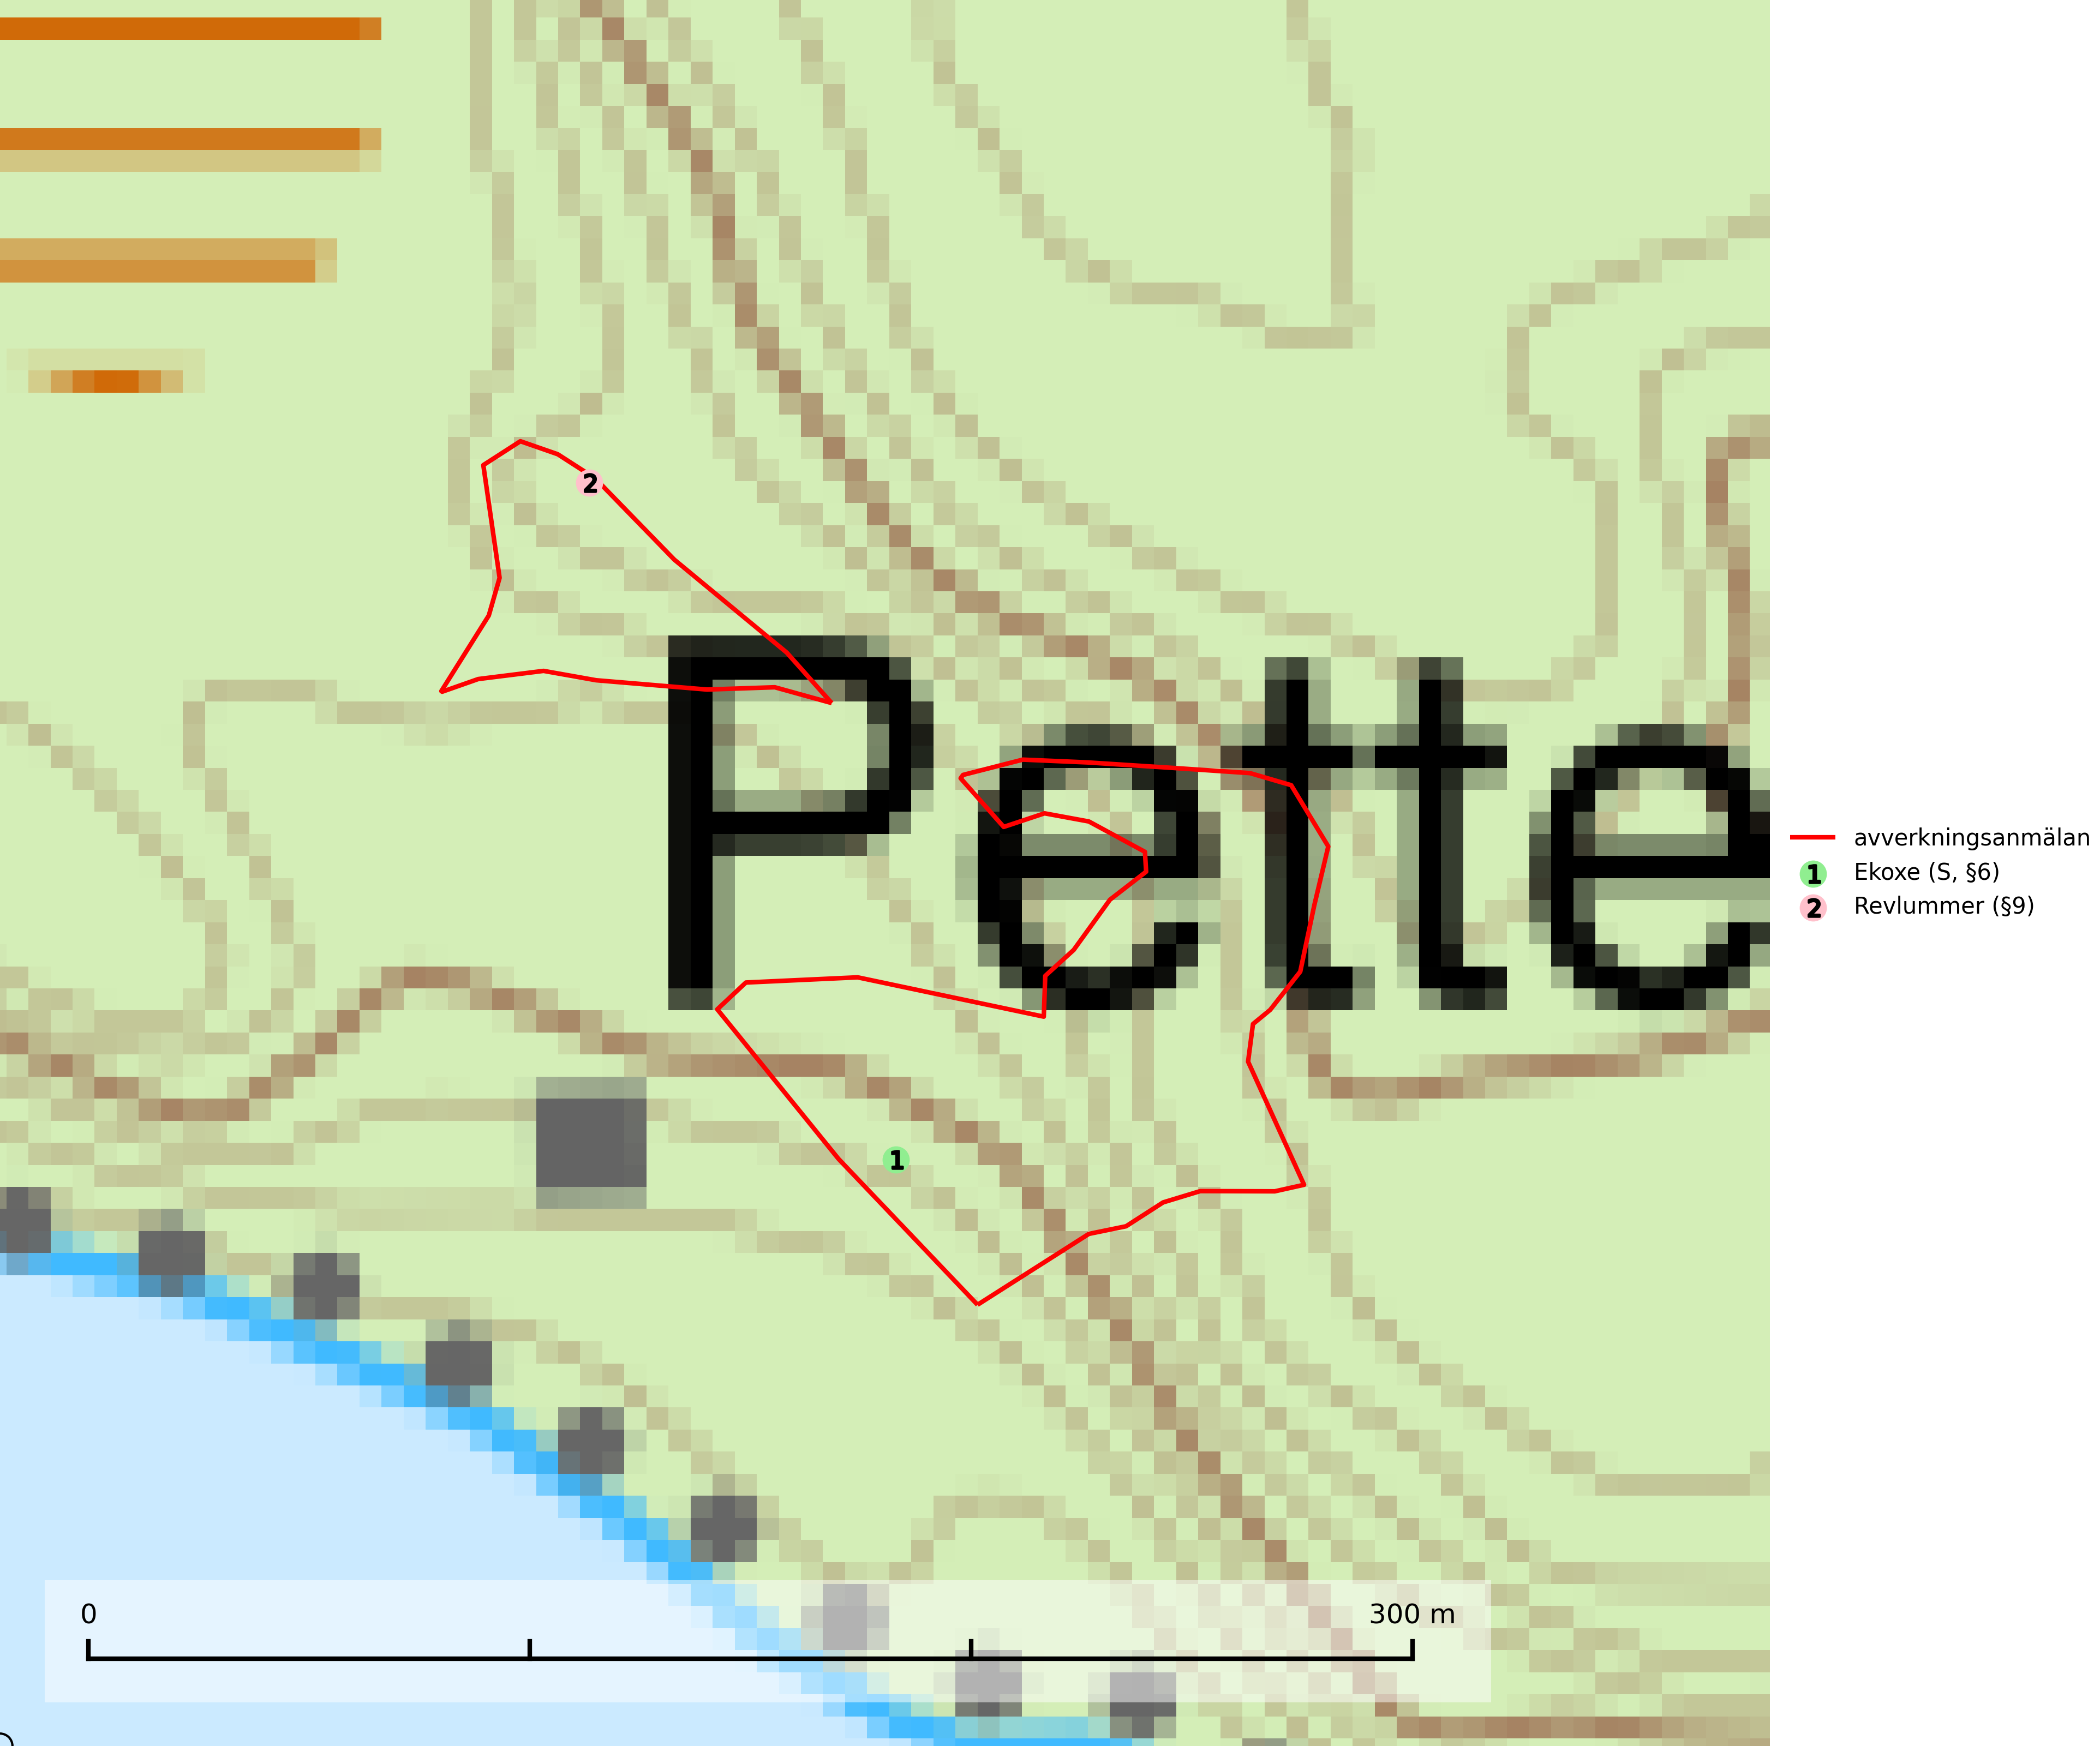 2
Pette
avverkningsanmälan
1 Ekoxe (S, §6)
2 Revlummer (§9)
1
0 300 m